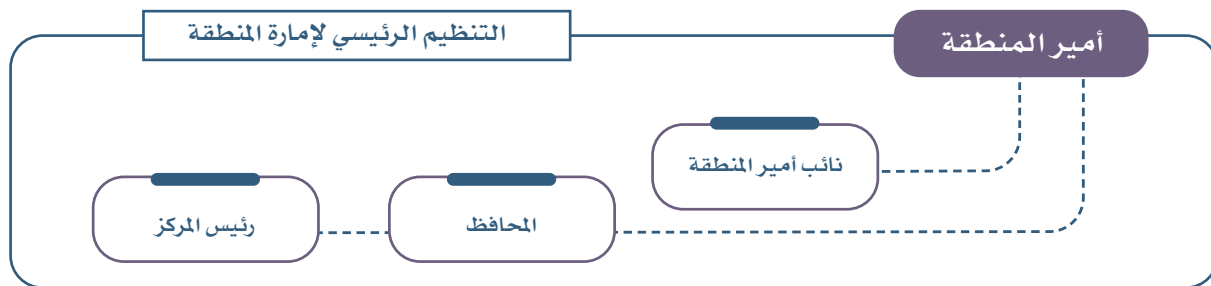 أمير المنطقة
التنظيم الرئيسي لإمارة المنطقة
نائب أمير المنطقة
المحافظ
رئيس المركز